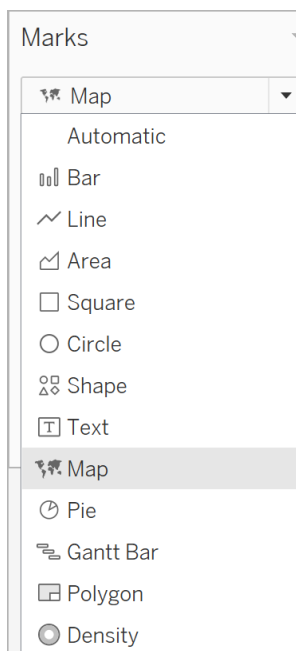 Marks
Map
Automatic
Bar
Line
Area
Square
Circle
Shape
Text
Map
Pie
Gantt Bar
Polygon
Density